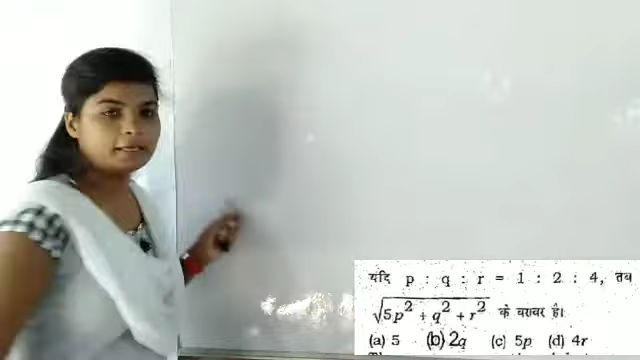 यदि p : q : r = 1 : 2 : 4, तब
√5p² + q² + r² के बराबर है।
(a) 5 (b) 2q (c) 5p (d) 4r